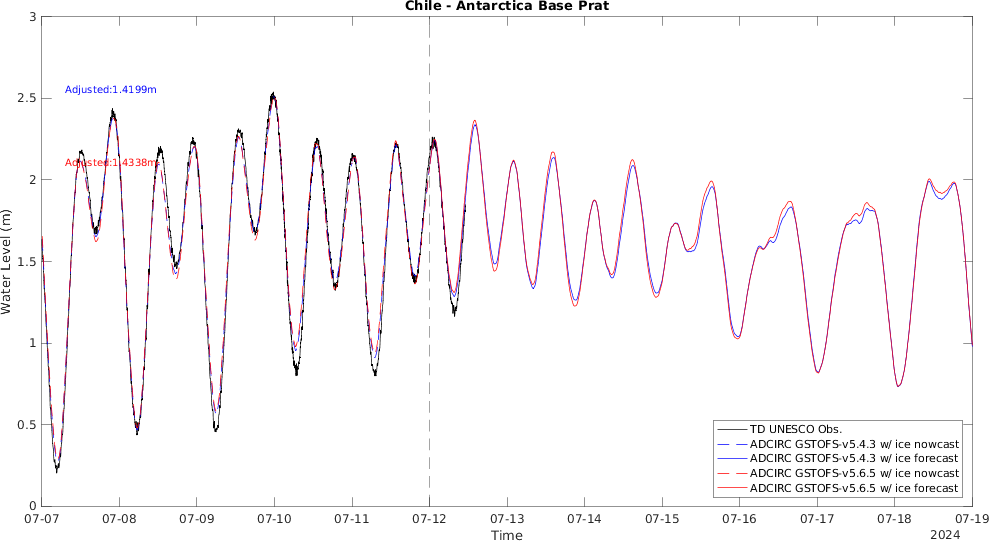 Chile - Antarctica Base Prat
3
2.5
2
1.5
1
0.5
0
Water Level (m)
Adjusted:1.4199m
Adjusted:1.4338m
TD UNESCO Obs.
ADCIRC GSTOFS-v5.4.3 w/ ice nowcast
ADCIRC GSTOFS-v5.4.3 w/ ice forecast
ADCIRC GSTOFS-v5.6.5 w/ ice nowcast
ADCIRC GSTOFS-v5.6.5 w/ ice forecast
07-07 07-08 07-09 07-10 07-11 07-12 07-13 07-14 07-15 07-16 07-17 07-18 07-19
Time
2024